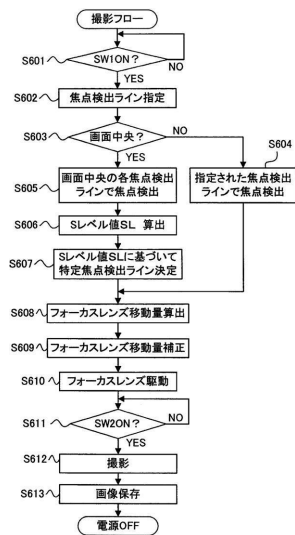 撮影フロー
S601
SW1ON?
NO
YES
S602
焦点検出ライン指定
S603
画面中央?
NO
YES
S604
S605
画面中央の各焦点検出
ラインで焦点検出
指定された焦点検出
ラインで焦点検出
S606
Sレベル値SL 算出
S607
Sレベル値SLに基づいて
特定焦点検出ライン決定
S608
フォーカスレンズ移動量算出
S609
フォーカスレンズ移動量補正
S610
フォーカスレンズ駆動
S611
SW2ON?
NO
YES
S612
撮影
S613
画像保存
電源OFF